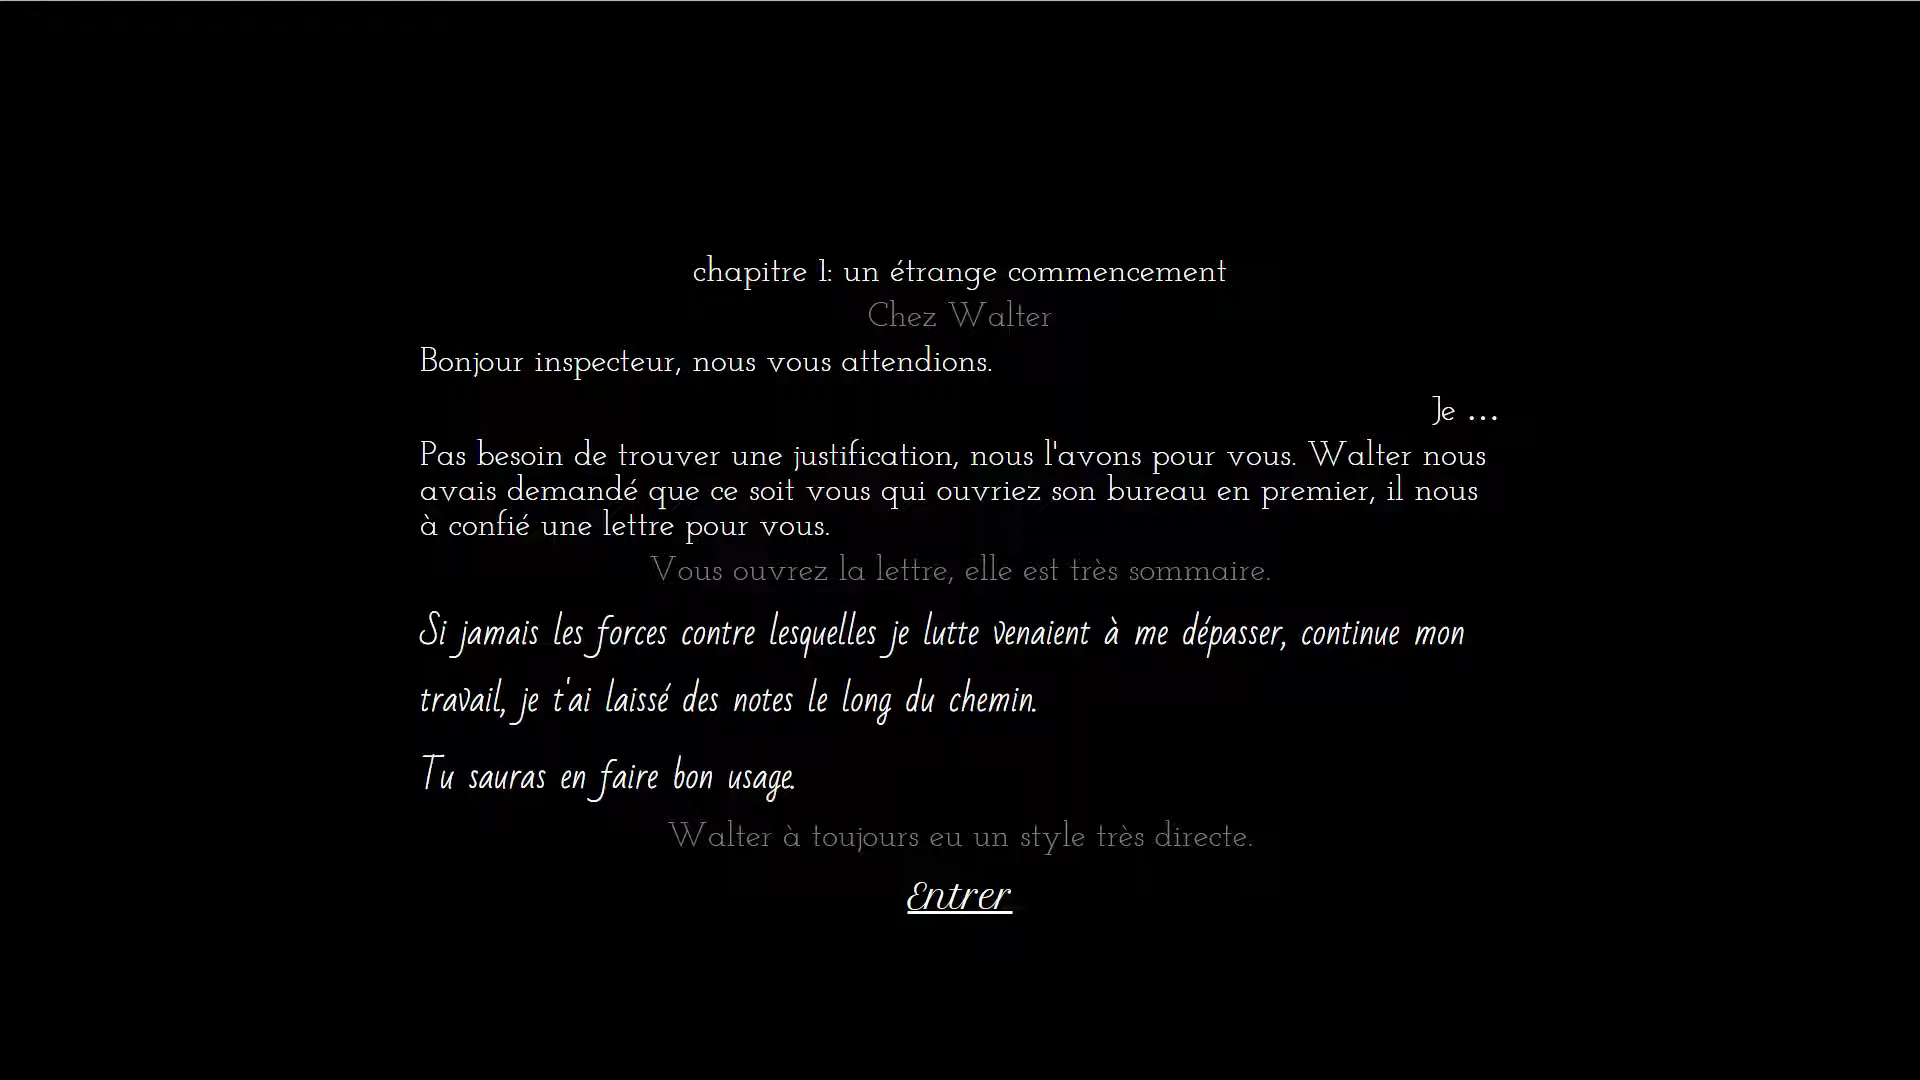 chapitre 1: un étrange commencement
Chez Walter
Bonjour inspecteur, nous vous attendions.
Je ...
Pas besoin de trouver une justification, nous l'avons pour vous. Walter nous
avais demandé que ce soit vous qui ouvriez son bureau en premier, il nous
à confié une lettre pour vous.
Vous ouvrez la lettre, elle est très sommaire.
Si jamais les forces contre lesquelles je lutte venaient à me dépasser, continue mon
travail, je t'ai laissé des notes le long du chemin.
Tu sauras en faire bon usage.
Walter à toujours eu un style très directe.
Entrer